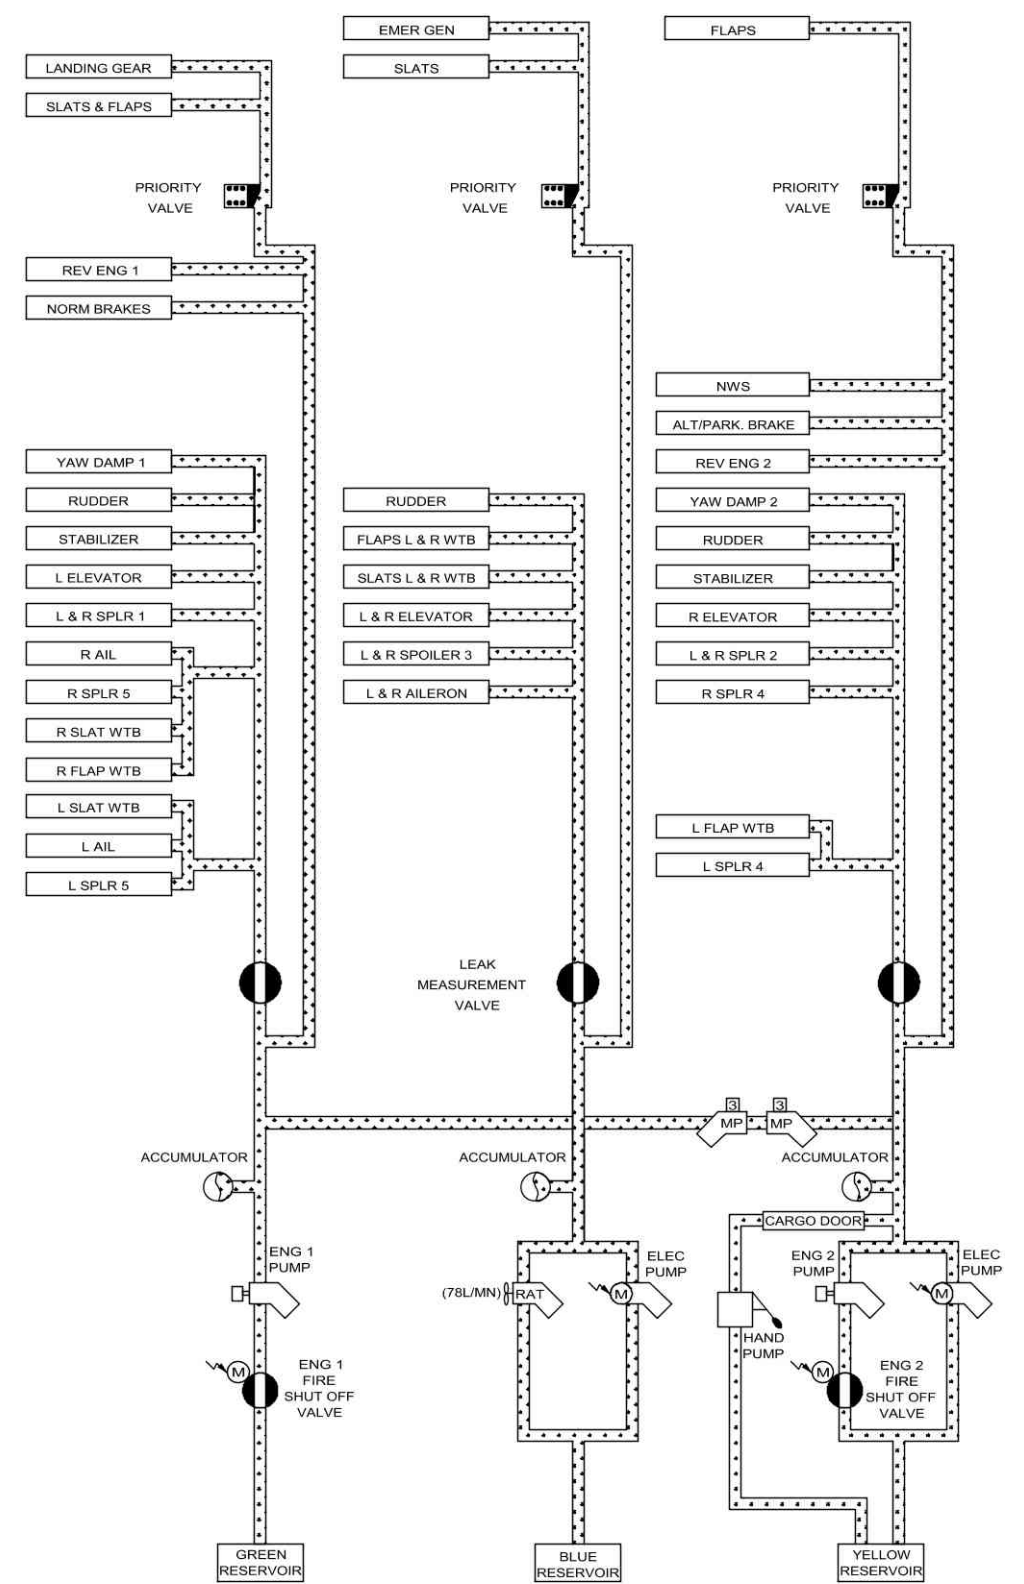 EMER GEN
FLAPS
LANDING GEAR
SLATS
SLATS & FLAPS
PRIORITY
VALVE
PRIORITY
VALVE
PRIORITY
VALVE
REV ENG 1
NORM BRAKES
NWS
ALT/PARK. BRAKE
YAW DAMP 1
REV ENG 2
RUDDER
RUDDER
YAW DAMP 2
STABILIZER
FLAPS L & R WTB
RUDDER
L ELEVATOR
SLATS L & R WTB
STABILIZER
L & R SPLR 1
L & R ELEVATOR
R ELEVATOR
R AIL
L & R SPOILER 3
L & R SPLR 2
R SPLR 5
L & R AILERON
R SPLR 4
R SLAT WTB
R FLAP WTB
L SLAT WTB
L FLAP WTB
L AIL
L SPLR 4
L SPLR 5
LEAK
MEASUREMENT
VALVE
3
3
MP
MP
ACCUMULATOR
ACCUMULATOR
ACCUMULATOR
CARGO DOOR
ENG 1
PUMP
ELEC
PUMP
ENG 2
PUMP
ELEC
PUMP
(78L/MN)
RAT
M
M
HAND
PUMP
M
ENG 1
FIRE
SHUT OFF
VALVE
M
ENG 2
FIRE
SHUT OFF
VALVE
GREEN
RESERVOIR
BLUE
RESERVOIR
YELLOW
RESERVOIR